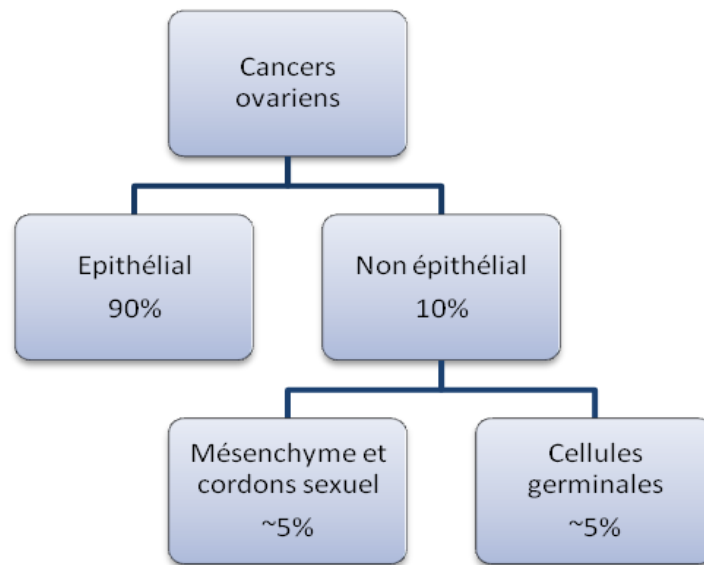 Cancers
ovariens
Epithélial
90%
Non épithélial
10%
Mésenchyme et
cordons sexuel
~5%
Cellules
germinales
~5%